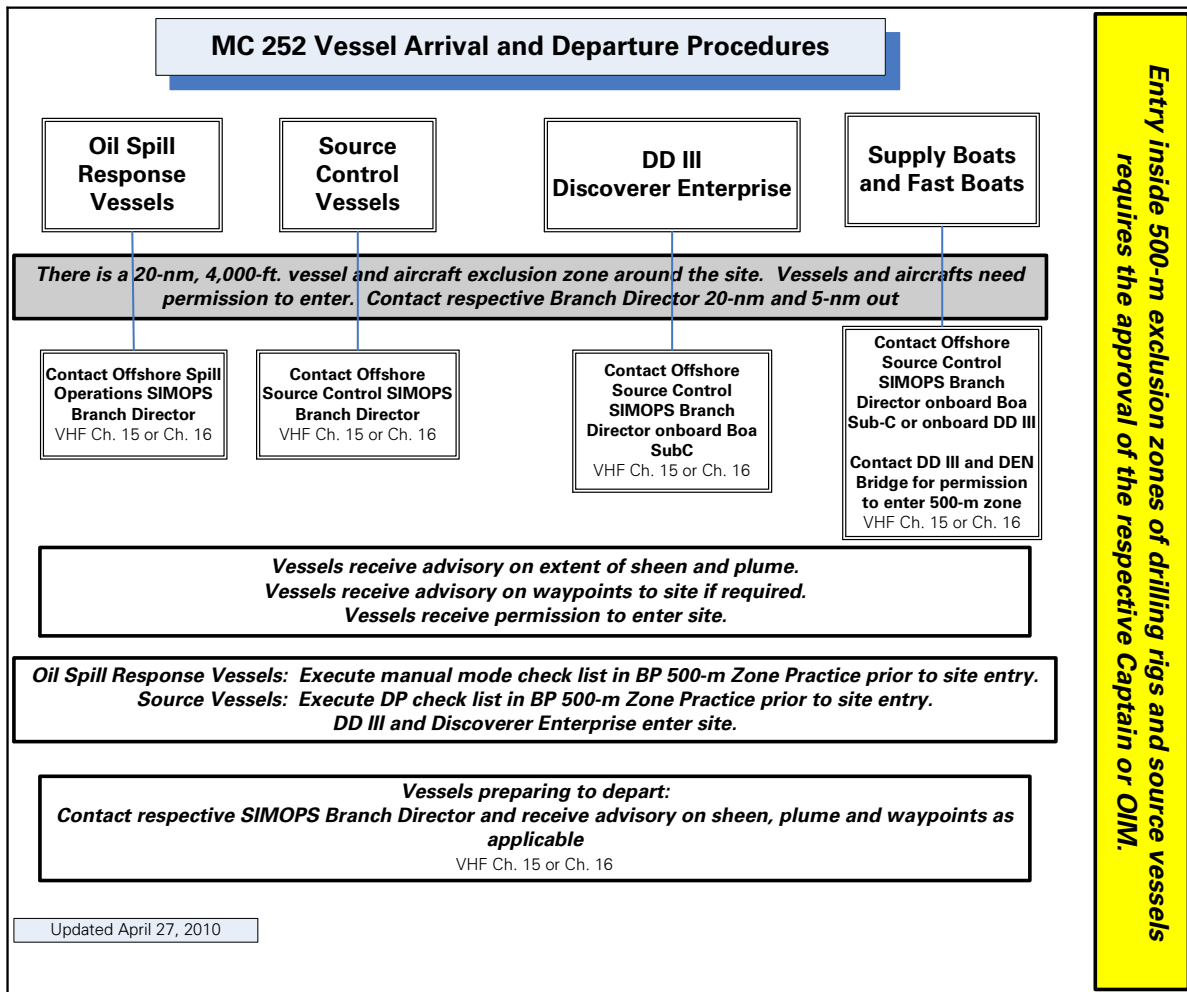 MC 252 Vessel Arrival and Departure Procedures
Oil Spill
Response
Vessels
Source
Control
Vessels
DD III
Discoverer Enterprise
Supply Boats
and Fast Boats
There is a 20-nm, 4,000-ft. vessel and aircraft exclusion zone around the site.  Vessels and aircrafts need
permission to enter.  Contact respective Branch Director 20-nm and 5-nm out
Contact Offshore Spill
Operations SIMOPS
Branch Director
VHF Ch. 15 or Ch. 16
Contact Offshore
Source Control SIMOPS
Branch Director
VHF Ch. 15 or Ch. 16
Contact Offshore
Source Control
SIMOPS Branch
Director onboard Boa
SubC
VHF Ch. 15 or Ch. 16
Contact Offshore
Source Control
SIMOPS Branch
Director onboard Boa
Sub-C or onboard DD III
Contact DD III and DEN
Bridge for permission
to enter 500-m zone
VHF Ch. 15 or Ch. 16
Vessels receive advisory on extent of sheen and plume.
Vessels receive advisory on waypoints to site if required.
Vessels receive permission to enter site.
Oil Spill Response Vessels:  Execute manual mode check list in BP 500-m Zone Practice prior to site entry.
Source Vessels:  Execute DP check list in BP 500-m Zone Practice prior to site entry.
DD III and Discoverer Enterprise enter site.
Vessels preparing to depart:
Contact respective SIMOPS Branch Director and receive advisory on sheen, plume and waypoints as
applicable
VHF Ch. 15 or Ch. 16
Updated April 27, 2010
Entry inside 500-m exclusion zones of drilling rigs and source vessels
requires the approval of the respective Captain or OIM.